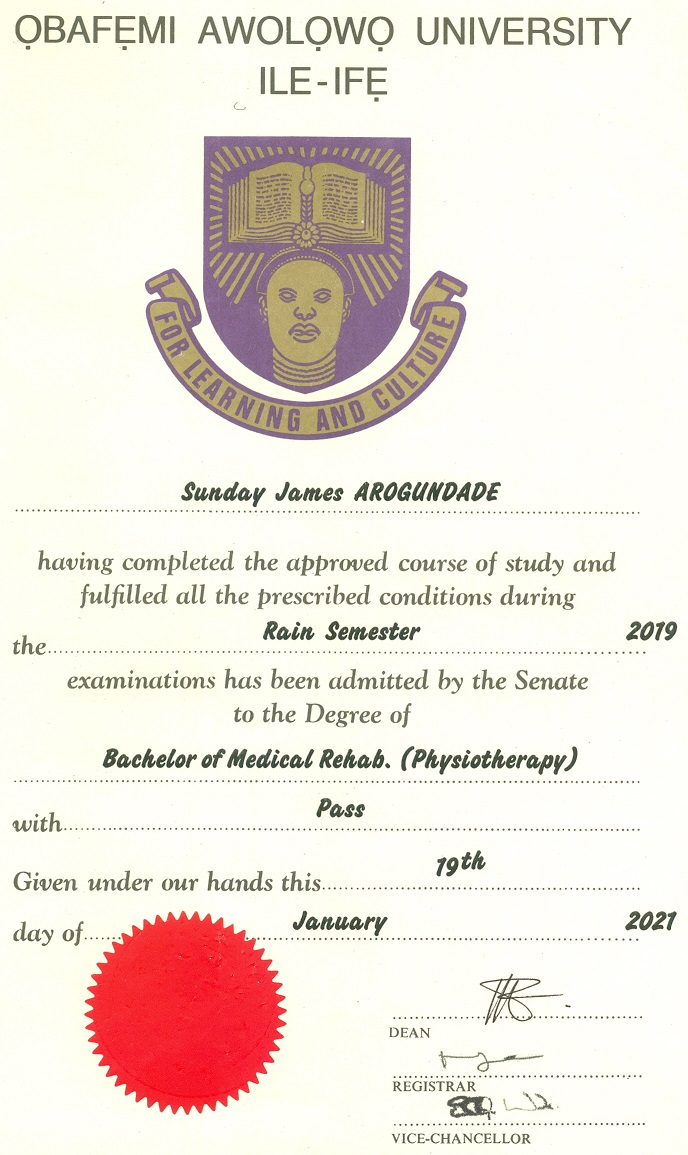 ỌBAFẸMI AWOLỌWỌ UNIVERSITY
ILE-IFẸ
FOR LEARNING AND CULTURE
Sunday James AROGUNDADE
having completed the approved course of study and
fulfilled all the prescribed conditions during
the Rain Semester 2019
examinations has been admitted by the Senate
to the Degree of
Bachelor of Medical Rehab. (Physiotherapy)
with Pass
Given under our hands this 19th
day of January 2021
DEAN
REGISTRAR
VICE-CHANCELLOR